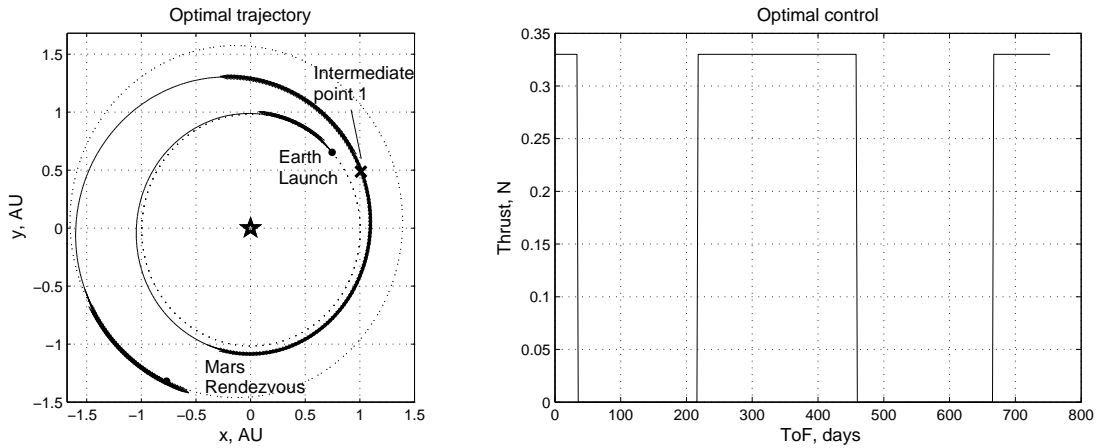 Optimal trajectory
1.5
1
0.5
0
−0.5
−1
−1.5
y, AU
−1.5
−1
−0.5
0
0.5
1
1.5
x, AU
Intermediate
point 1
Earth
Launch
Mars
Rendezvous
Optimal control
0.35
0.3
0.25
0.2
0.15
0.1
0.05
0
Thrust, N
0
100
200
300
400
500
600
700
800
ToF, days